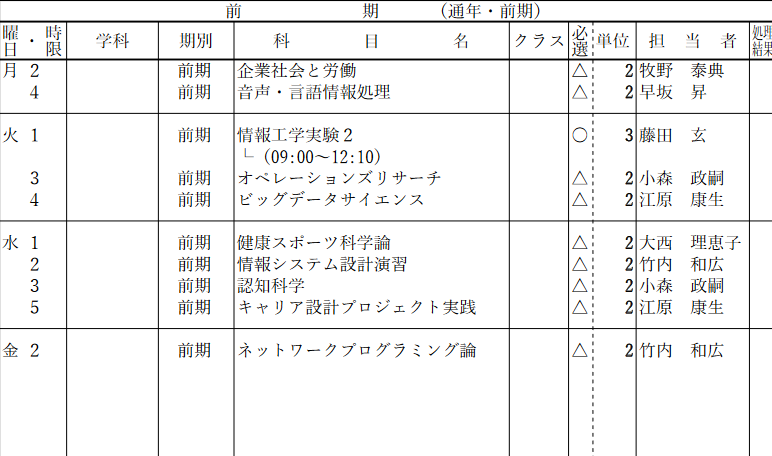 前 期 (通年・前期)
曜日・時限 学科 期別 科 目 名 クラス 必選 単位 担 当 者 処理結果
月 2 前期 企業社会と労働 △ 2 牧野 泰典
4 前期 音声・言語情報処理 △ 2 早坂 昇
火 1 前期 情報工学実験2 ○ 3 藤田 玄
└ (09:00～12:10)
3 前期 オペレーションズリサーチ △ 2 小森 政嗣
4 前期 ビッグデータサイエンス △ 2 江原 康生
水 1 前期 健康スポーツ科学論 △ 2 大西 理恵子
2 前期 情報システム設計演習 △ 2 竹内 和広
3 前期 認知科学 △ 2 小森 政嗣
5 前期 キャリア設計プロジェクト実践 △ 2 江原 康生
金 2 前期 ネットワークプログラミング論 △ 2 竹内 和広